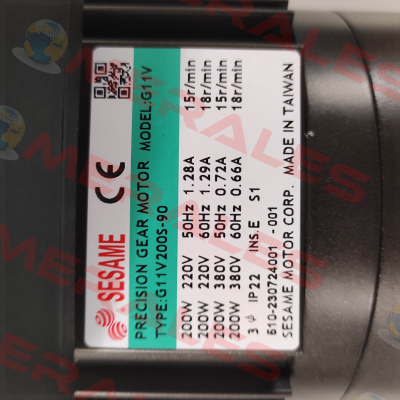 SESAME
CE
PRECISION GEAR MOTOR MODEL:G11V
TYPE:G11V200S-90
200W 220V 50Hz 1.28A 15r/min
200W 220V 60Hz 1.29A 18r/min
200W 380V 50Hz 0.72A 15r/min
200W 380V 60Hz 0.66A 18r/min
3 ϕ IP22 INS.E S1
610-230724001 -001
SESAME MOTOR CORP. MADE IN TAIWAN